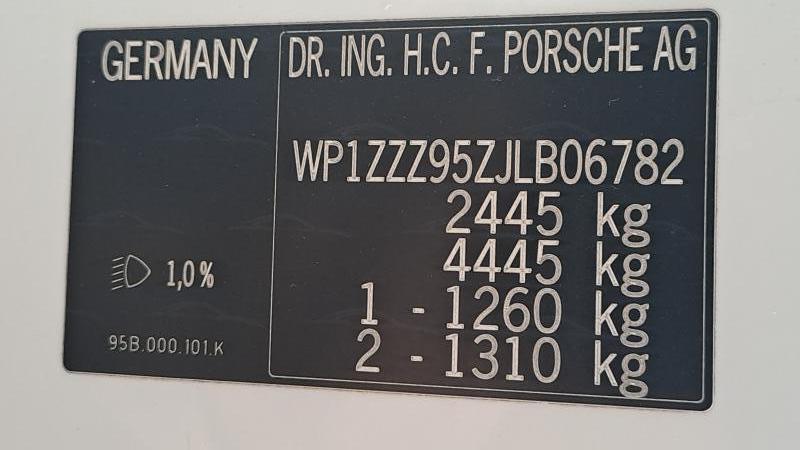 GERMANY
DR. ING. H.C. F. PORSCHE AG
WP1ZZZ95ZJLB06782
2445 kg
4445 kg
1 - 1260 kg
2 - 1310 kg
1,0%
95B.000.101.K